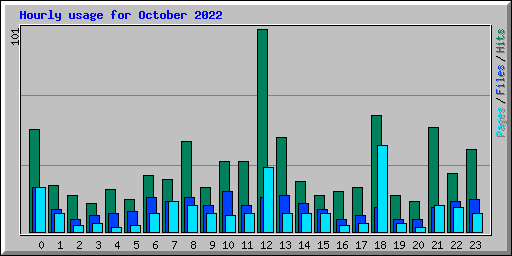 Hourly usage for October 2022
101
Pages/Files/Hits
0 1 2 3 4 5 6 7 8 9 10 11 12 13 14 15 16 17 18 19 20 21 22 23